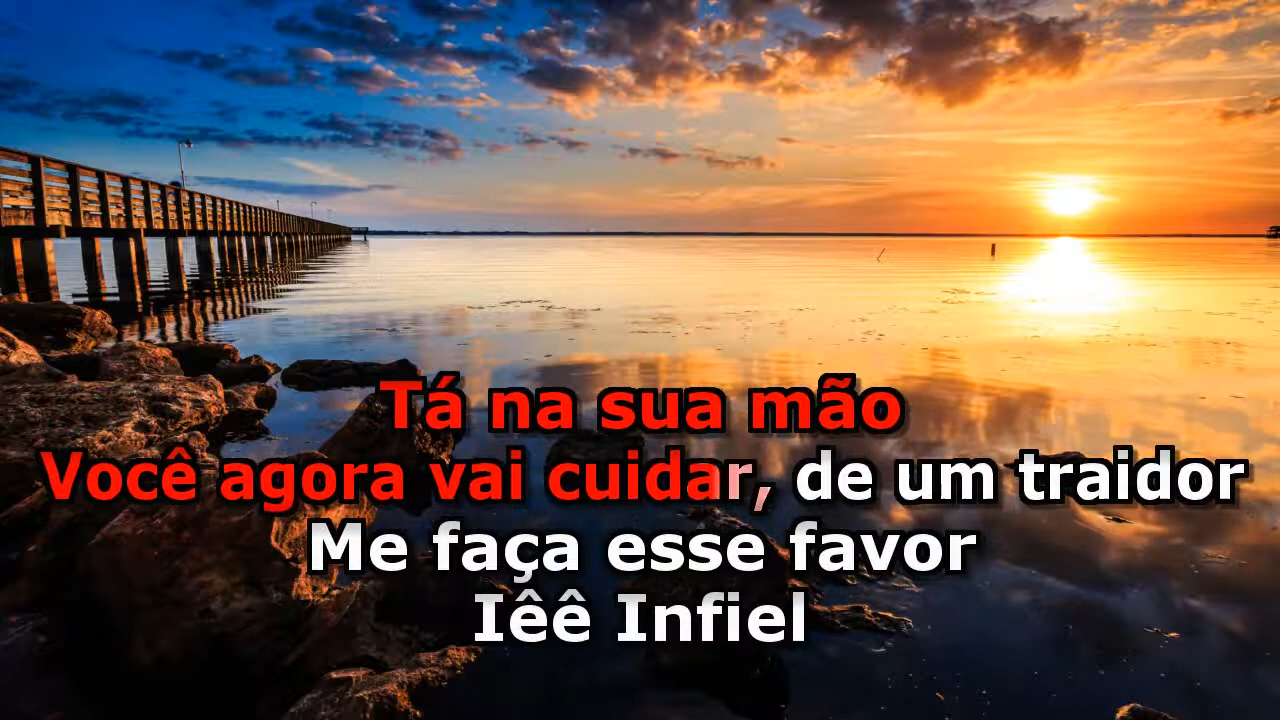 Tá na sua mão
Você agora vai cuidar, de um traidor
Me faça esse favor
Iêê Infiel